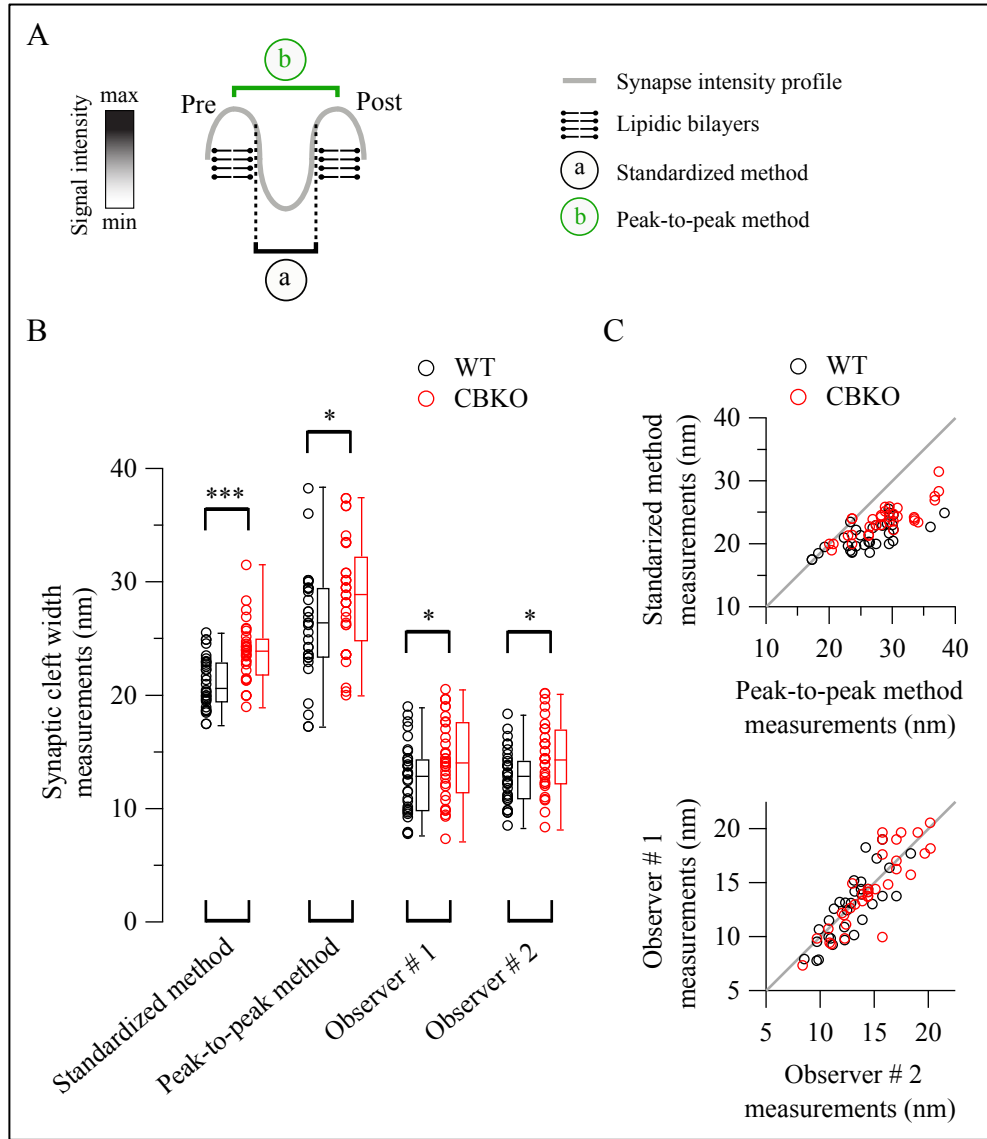 A
Signal intensity
max
min
b
Pre
Post
a
Synapse intensity profile
Lipidic bilayers
a
Standardized method
b
Peak-to-peak method
B
WT
CBKO
Synaptic cleft width
measurements (nm)
40
30
20
10
0
***
*
*
*
Standardized method
Peak-to-peak method
Observer # 1
Observer # 2
C
WT
CBKO
Standarized method
measurements (nm)
40
30
20
10
10
20
30
40
Peak-to-peak method
measurements (nm)
Observer # 1
measurements (nm)
20
15
10
5
5
10
15
20
Observer # 2
measurements (nm)